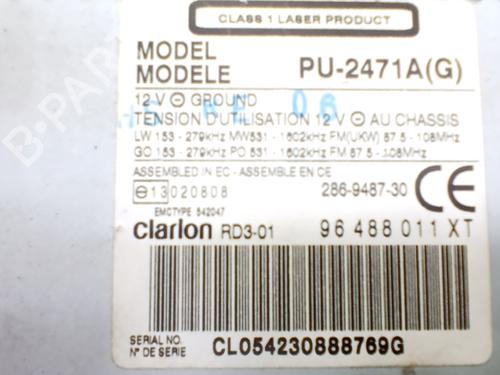 CLASS 1 LASER PRODUCT
MODEL
MODELE
PU-2471A(G)
12 V ⊖ GROUND
TENSION D'UTILISATION 12 V ⊖ AU CHASSIS
LW 153 - 279kHz MW531 - 1602kHz FM(UKW) 87.5 - 108MHz
GO 153 - 279kHz PO 531 - 1602kHz FM 87.5 - 108MHz
ASSEMBLED IN EC - ASSEMBLE EN CE
13 020808
286-9487-30
CE
EMCTYPE 542047
clarion RD3-01
96 488 011 XT
SERIAL NO.
N° DE SERIE
CL054230888769G